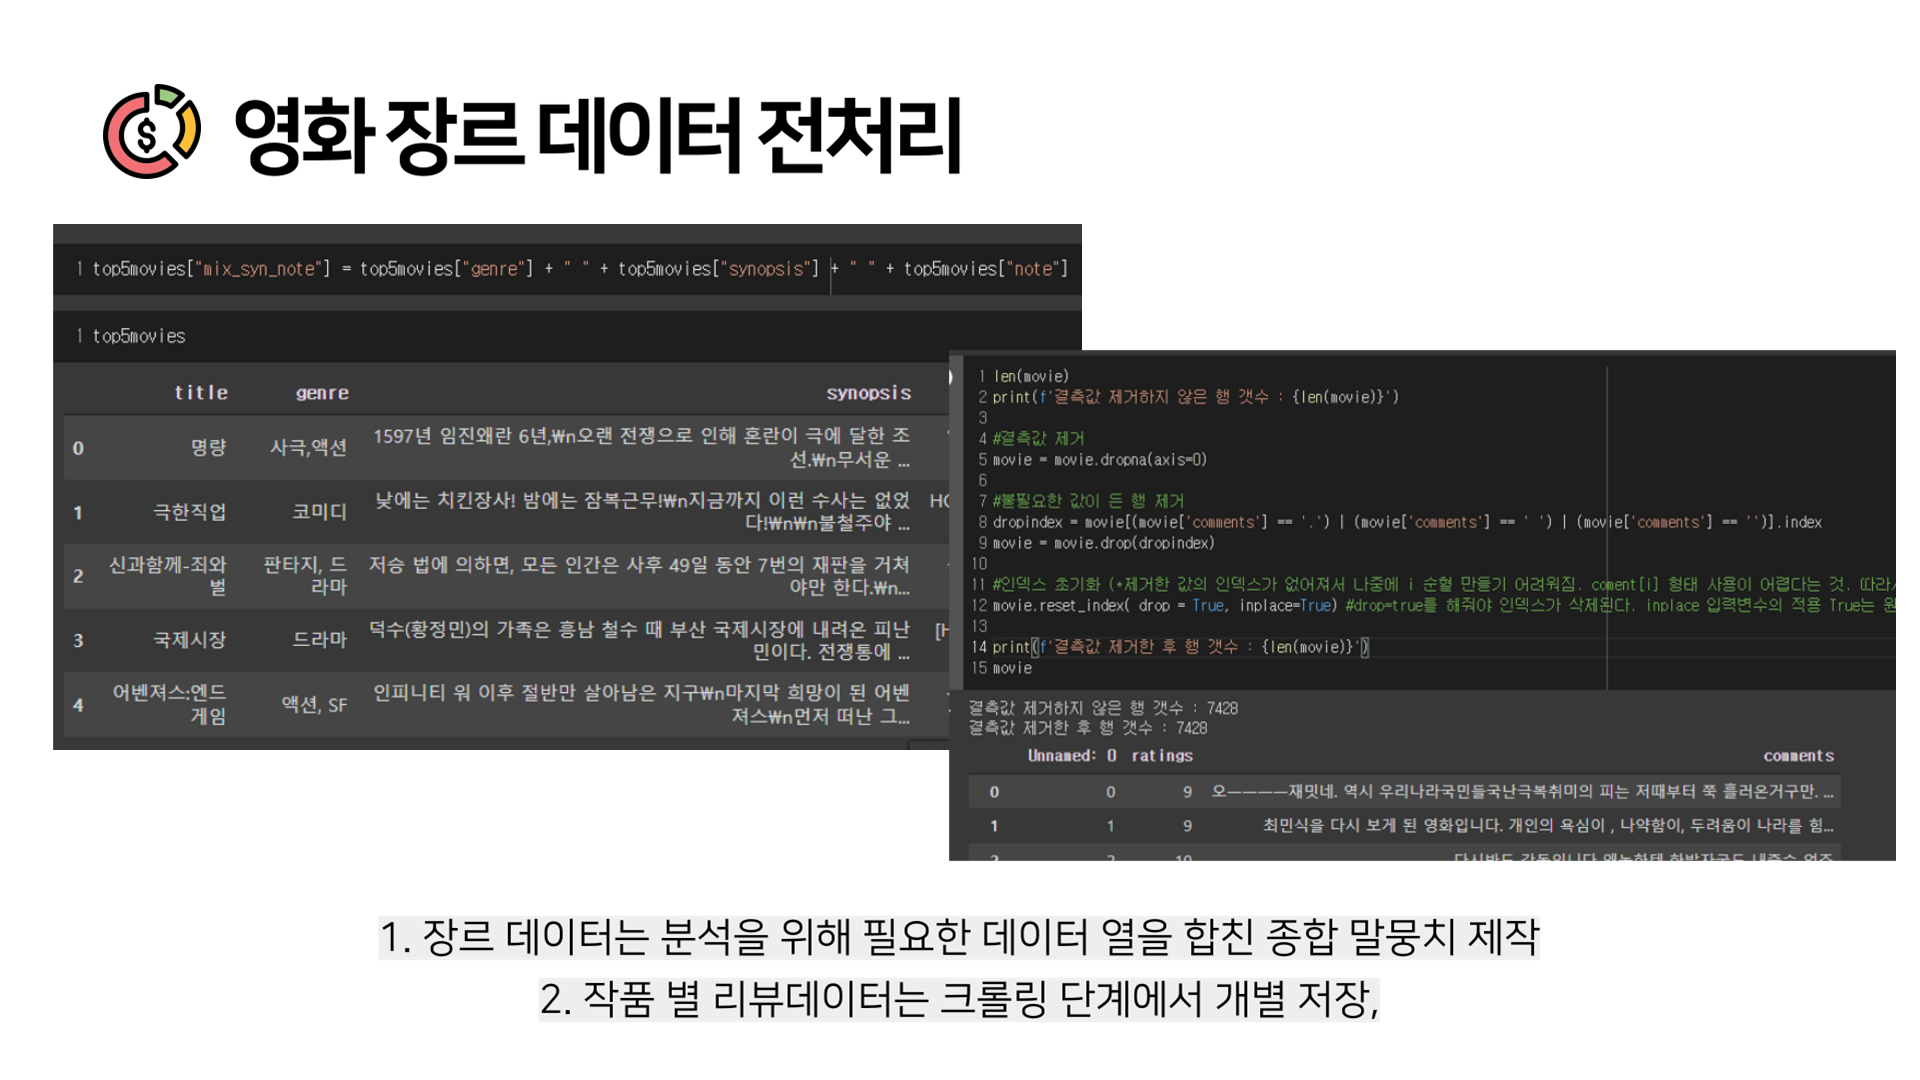 영화 장르 데이터 전처리
1 top5movies["mix_syn_note"] = top5movies["genre"] + " " + top5movies["synopsis"] + " " + top5movies["note"]
1 top5movies
title genre synopsis
0 명량 사극,액션 1597년 임진왜란 6년,₩n오랜 전쟁으로 인해 혼란이 극에 달한 조
선.₩n무서운 ...
1 극한직업 코미디 낮에는 치킨장사! 밤에는 잠복근무!₩n지금까지 이런 수사는 없었
다!₩n₩n불철주야 ...
HO
2 신과함께-죄와
벌
판타지, 드
라마
저승 법에 의하면, 모든 인간은 사후 49일 동안 7번의 재판을 거쳐
야만 한다.₩n...
3 국제시장 드라마 덕수(황정민)의 가족은 흥남 철수 때 부산 국제시장에 내려온 피난
민이다. 전쟁통에 ...
[H
4 어벤져스:엔드
게임
액션, SF
인피니티 워 이후 절반만 살아남은 지구₩n마지막 희망이 된 어벤
져스₩n먼저 떠난 그...
1 len(movie)
2 print(f'결측값 제거하지 않은 행 갯수 : {len(movie)}')
3
4 #결측값 제거
5 movie = movie.dropna(axis=0)
6
7 #불필요한 값이 든 행 제거
8 dropindex = movie[(movie['comments'] == '.') | (movie['comments'] == ' ') | (movie['comments'] == '')].index
9 movie = movie.drop(dropindex)
10
11 #인덱스 초기화 (+제거한 값의 인덱스가 없어져서 나중에 i 순훨 만들기 어려워짐. coment[i] 형태 사용이 어렵다는 것. 따라
12 movie.reset_index( drop = True, inplace=True) #drop=true를 해줘야 인덱스가 삭제된다. inplace 입력변수의 적용 True는 원
13
14 print(f'결측값 제거한 후 행 갯수 : {len(movie)}')
15 movie
결측값 제거하지 않은 행 갯수 : 7428
결측값 제거한 후 행 갯수 : 7428
Unnamed: 0 ratings comments
0 0 9 오————재밋네. 역시 우리나라국민들국난극복취미의 피는 저때부터 쭉 흘러온거구만. ...
1 1 9 최민식을 다시 보게 된 영화입니다. 개인의 욕심이 , 나약함이, 두려움이 나라를 힘...
2 2 10
1. 장르 데이터는 분석을 위해 필요한 데이터 열을 합친 종합 말뭉치 제작
2. 작품 별 리뷰데이터는 크롤링 단계에서 개별 저장,